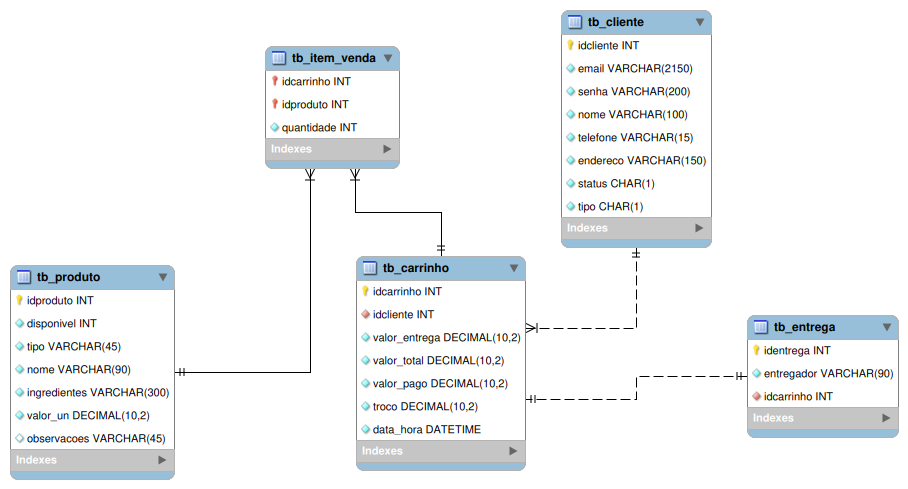 tb_cliente
idcliente INT
email VARCHAR(2150)
senha VARCHAR(200)
nome VARCHAR(100)
telefone VARCHAR(15)
endereco VARCHAR(150)
status CHAR(1)
tipo CHAR(1)
Indexes
tb_item_venda
idcarrinho INT
idproduto INT
quantidade INT
Indexes
tb_produto
idproduto INT
disponivel INT
tipo VARCHAR(45)
nome VARCHAR(90)
ingredientes VARCHAR(300)
valor_un DECIMAL(10,2)
observacoes VARCHAR(45)
Indexes
tb_carrinho
idcarrinho INT
idcliente INT
valor_entrega DECIMAL(10,2)
valor_total DECIMAL(10,2)
valor_pago DECIMAL(10,2)
troco DECIMAL(10,2)
data_hora DATETIME
Indexes
tb_entrega
identrega INT
entregador VARCHAR(90)
idcarrinho INT
Indexes